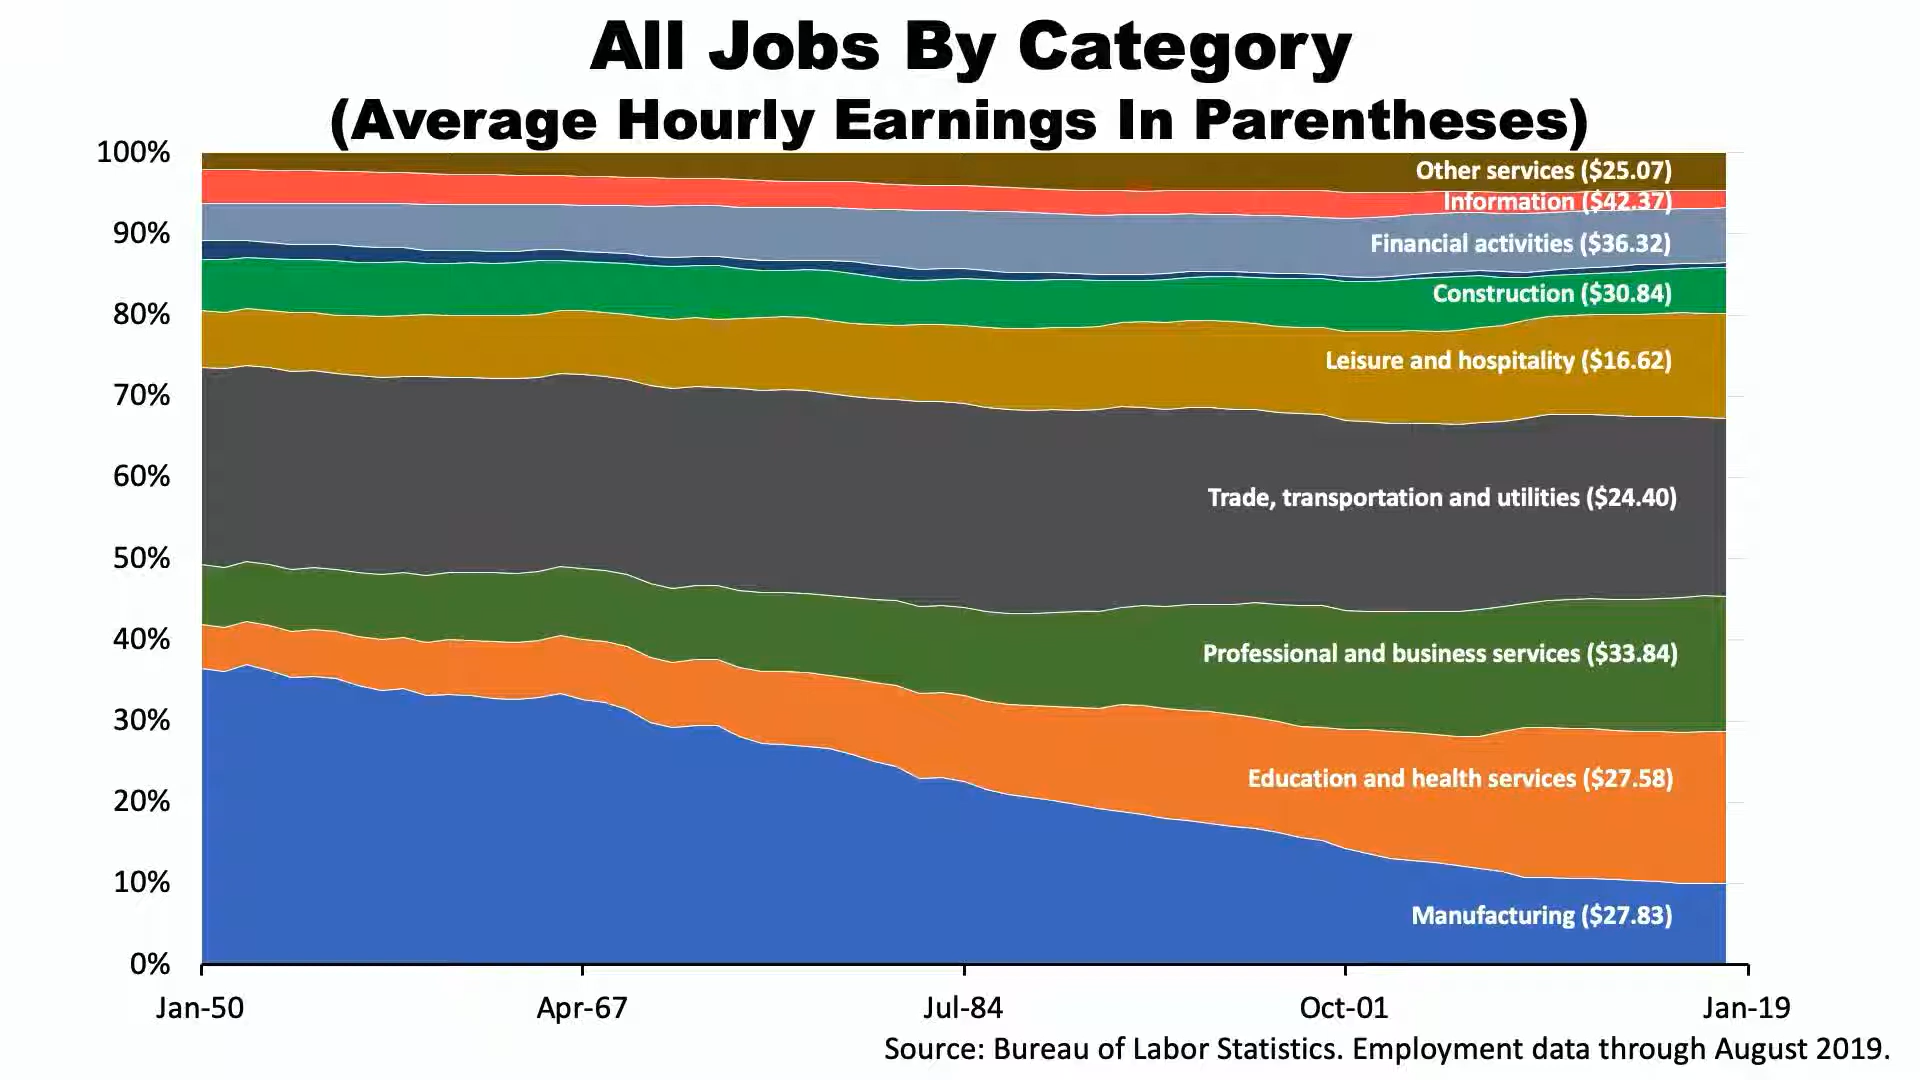 All Jobs By Category
(Average Hourly Earnings In Parentheses)
100%
90%
80%
70%
60%
50%
40%
30%
20%
10%
0%
Other services ($25.07)
Information ($42.37)
Financial activities ($36.32)
Construction ($30.84)
Leisure and hospitality ($16.62)
Trade, transportation and utilities ($24.40)
Professional and business services ($33.84)
Education and health services ($27.58)
Manufacturing ($27.83)
Jan-50 Apr-67 Jul-84 Oct-01 Jan-19
Source: Bureau of Labor Statistics. Employment data through August 2019.